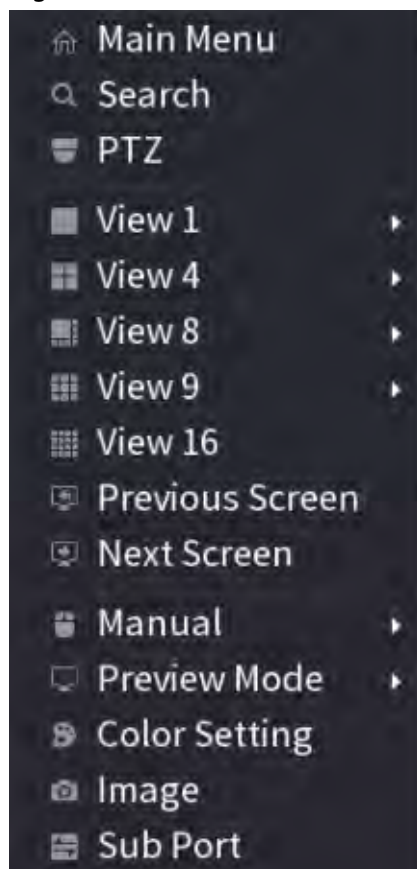 Main Menu
Search
PTZ
View 1
View 4
View 8
View 9
View 16
Previous Screen
Next Screen
Manual
Preview Mode
Color Setting
Image
Sub Port